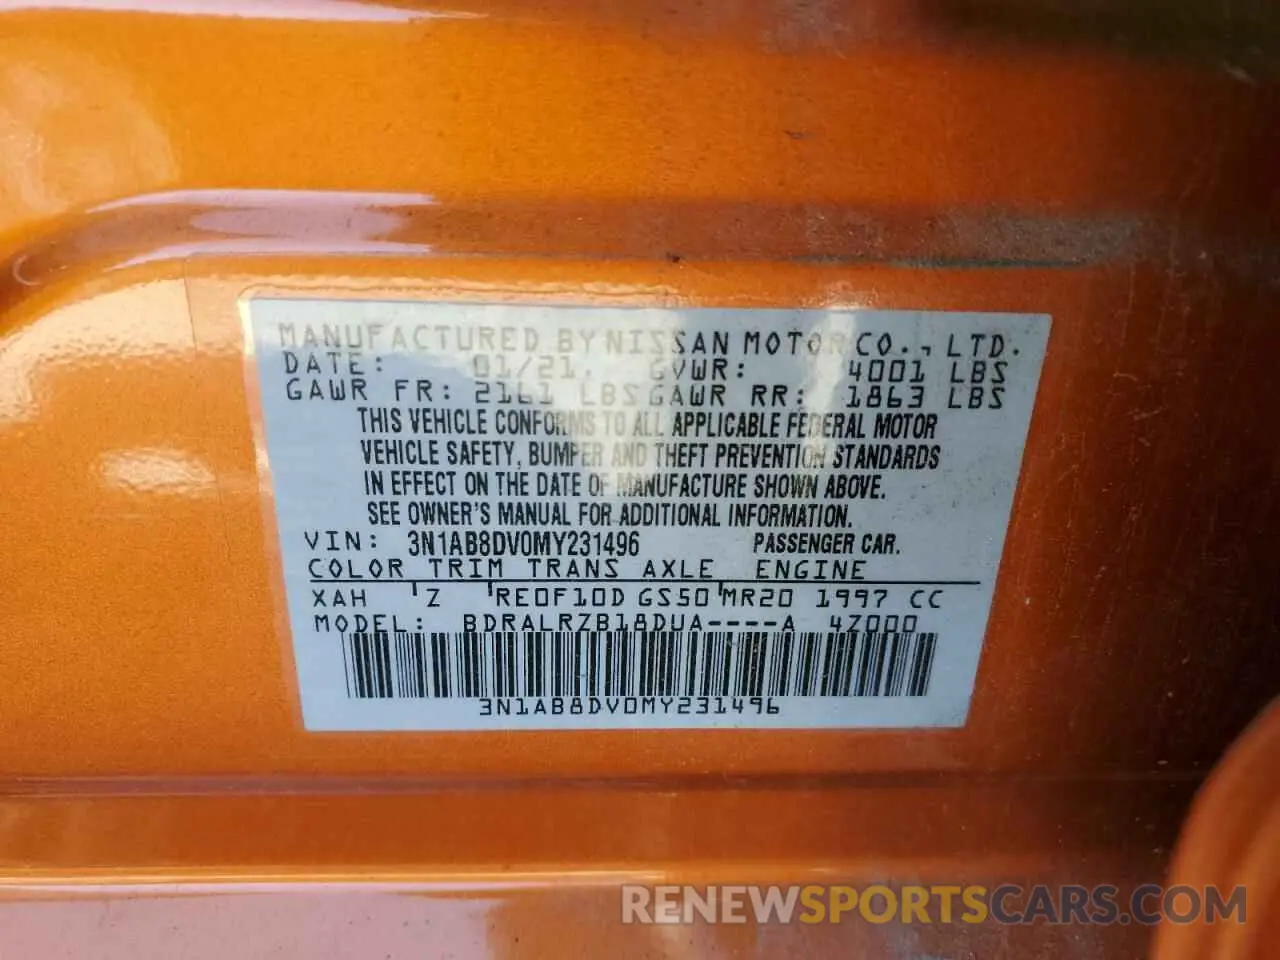 MANUFACTURED BY NISSAN MOTOR CO., LTD.
DATE: 01/21. GVWR: 4001 LBS
GAWR FR: 2161 LBS GAWR RR: 1863 LBS
THIS VEHICLE CONFORMS TO ALL APPLICABLE FEDERAL MOTOR
VEHICLE SAFETY, BUMPER AND THEFT PREVENTION STANDARDS
IN EFFECT ON THE DATE OF MANUFACTURE SHOWN ABOVE.
SEE OWNER'S MANUAL FOR ADDITIONAL INFORMATION.
VIN: 3N1AB8DV0MY231496 PASSENGER CAR.
COLOR TRIM TRANS AXLE ENGINE
XAH Z RE0F10D GS50 MR20 1997 CC
MODEL: BDRALRZB18DUA----A 4Z000
3N1AB8DV0MY231496
RENEWSPORTSCARS.COM